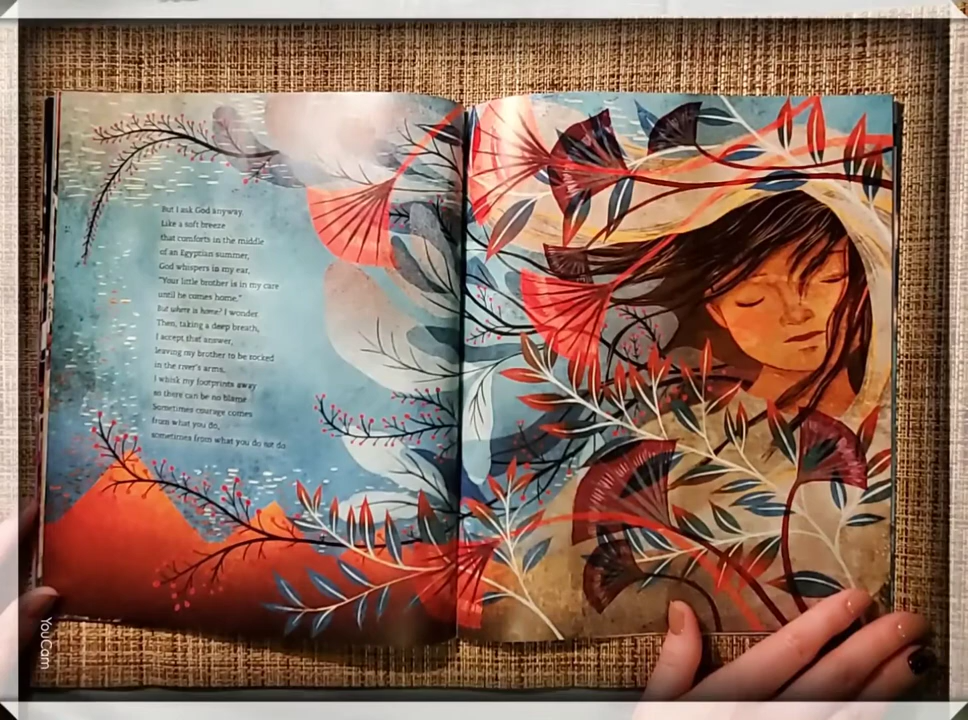 But I ask God anyway.
Like a soft breeze
that comforts in the middle
of an Egyptian summer,
God whispers in my ear,
"Your little brother is in my care
until he comes home."
But where is home? I wonder
Then, taking a deep breath,
I accept that answer,
leaving my brother to be rocked
in the river's arms.
I whisk my footprints away
so there can be no blame
Sometimes courage comes
from what you do,
sometimes from what you do not do
YouCam